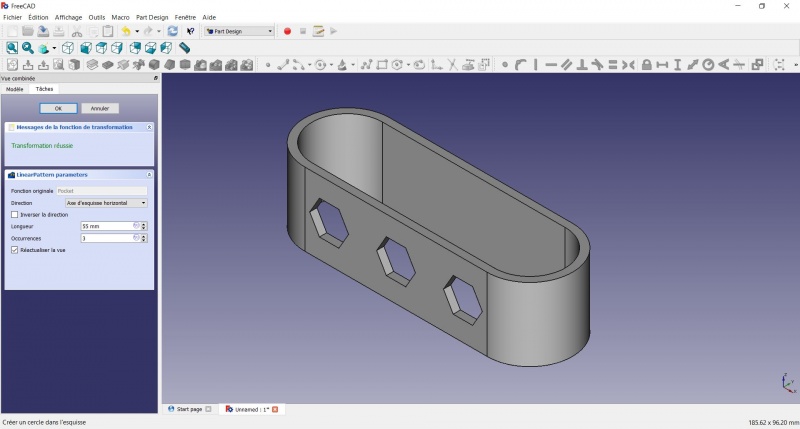 FreeCAD
Fichier Édition Affichage Outils Macro Part Design Fenêtre Aide
Part Design
Vue combinée
Modèle Tâches
OK Annuler
Messages de la fonction de transformation
Transformation réussie
LinearPattern parameters
Fonction originale Pocket
Direction Axe d'esquisse horizontal
Inverser la direction
Longueur 55 mm
Occurrences 3
Réactualiser la vue
Start page Unnamed : 1*
Créer un cercle dans l'esquisse 185.62 x 96.20 mm